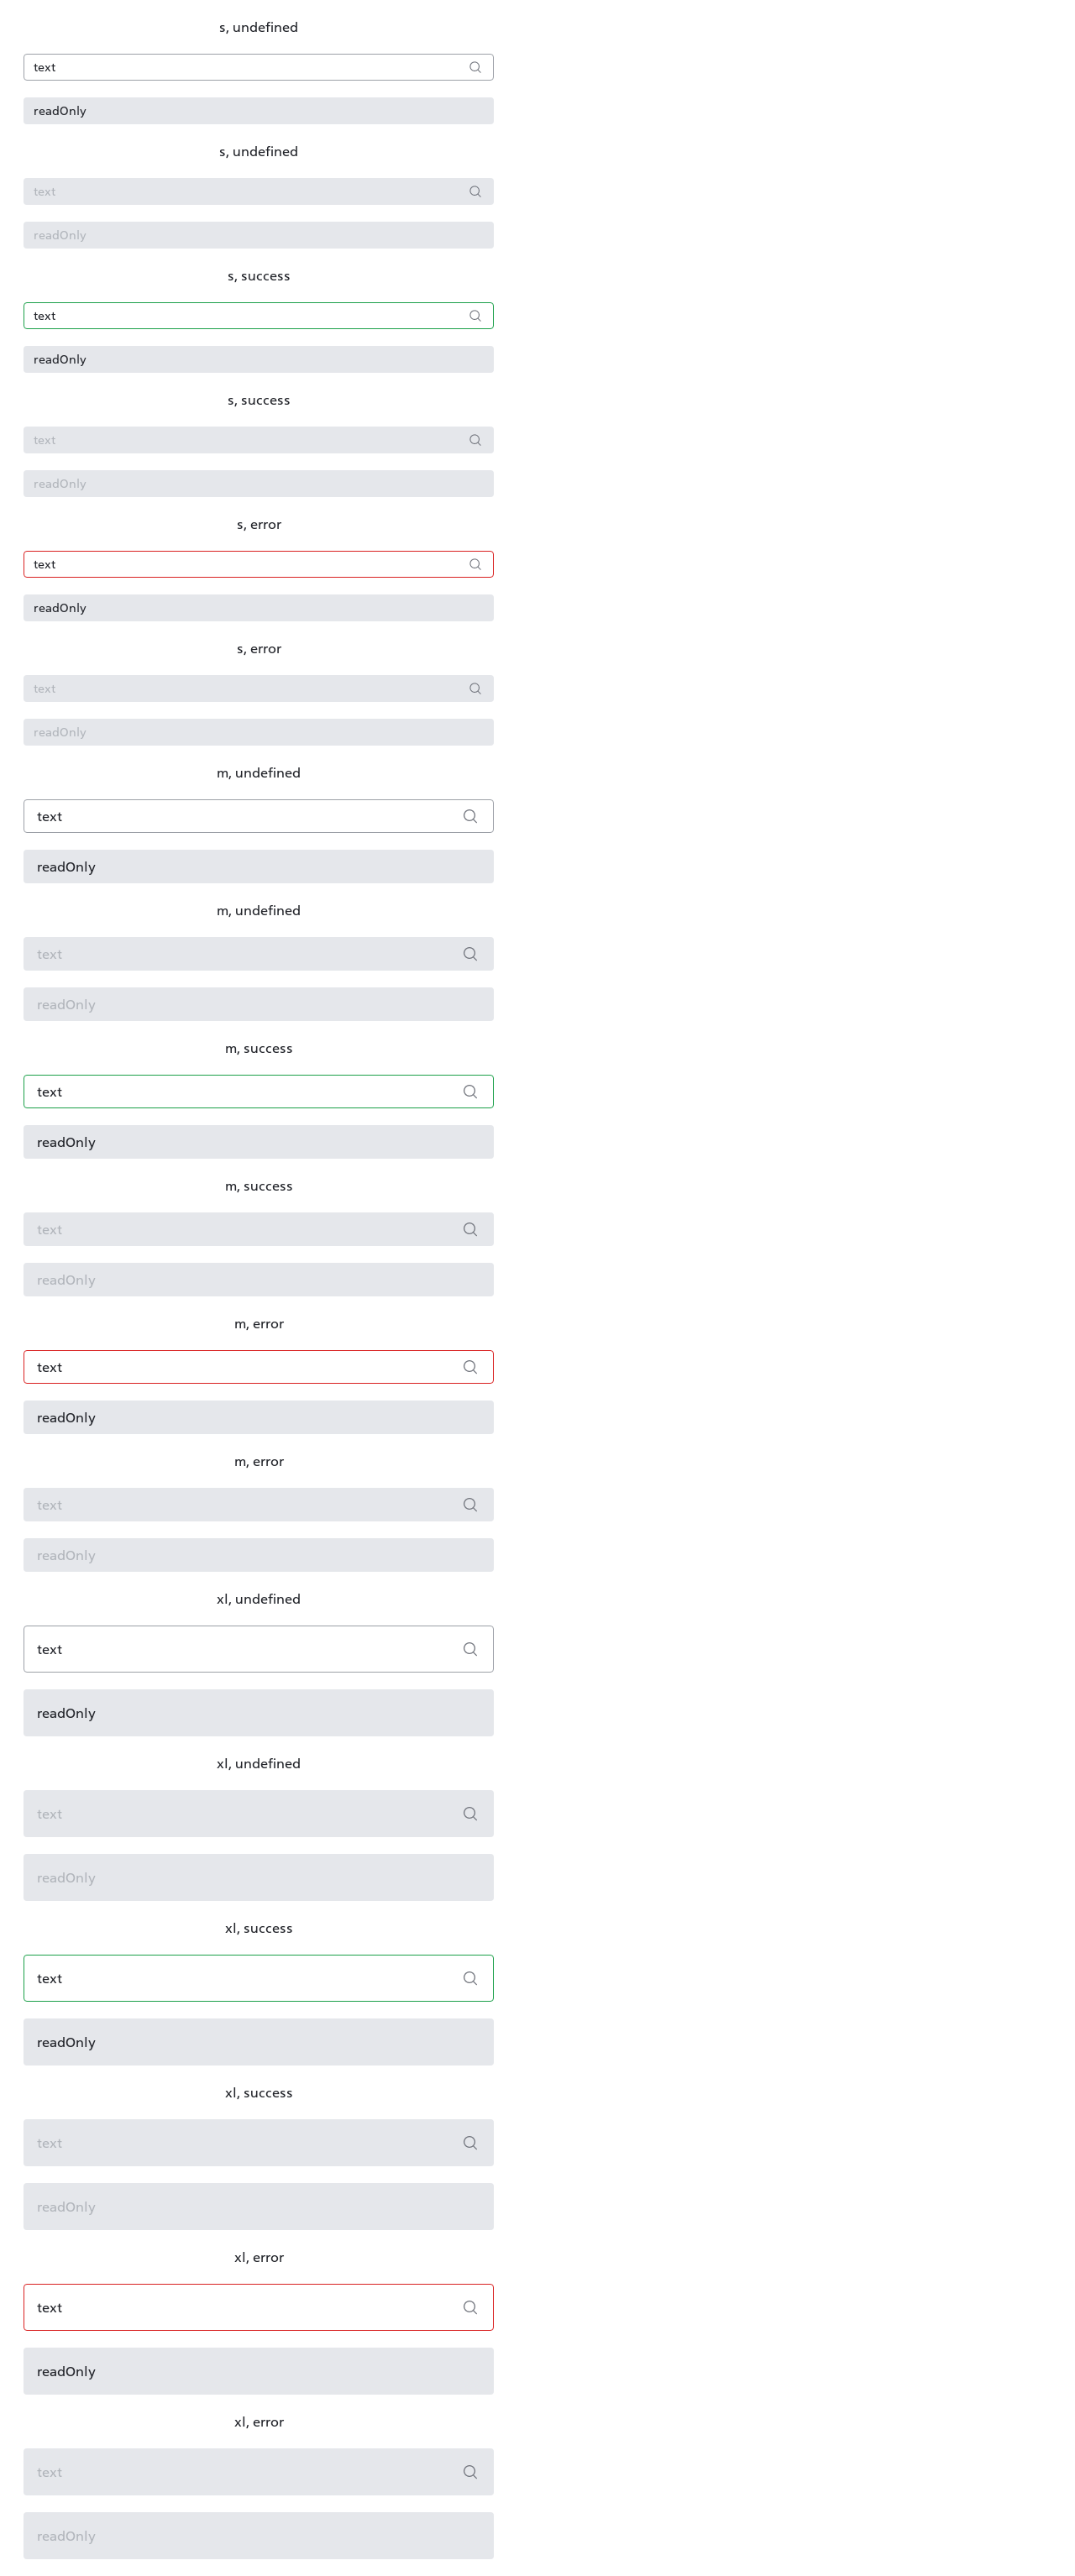 s, undefined
text
readOnly
s, undefined
text
readOnly
s, success
text
readOnly
s, success
text
readOnly
s, error
text
readOnly
s, error
text
readOnly
m, undefined
text
readOnly
m, undefined
text
readOnly
m, success
text
readOnly
m, success
text
readOnly
m, error
text
readOnly
m, error
text
readOnly
xl, undefined
text
readOnly
xl, undefined
text
readOnly
xl, success
text
readOnly
xl, success
text
readOnly
xl, error
text
readOnly
xl, error
text
readOnly